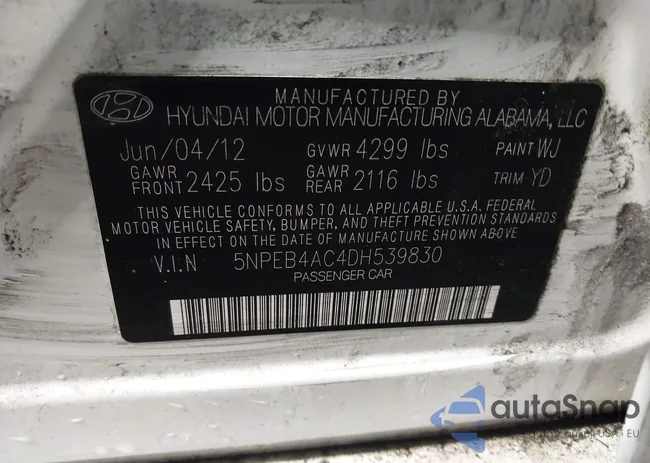 MANUFACTURED BY
HYUNDAI MOTOR MANUFACTURING ALABAMA, LLC
Jun/04/12 GVWR 4299 lbs PAINT WJ
GAWR FRONT 2425 lbs GAWR REAR 2116 lbs TRIM YD
THIS VEHICLE CONFORMS TO ALL APPLICABLE U.S.A. FEDERAL
MOTOR VEHICLE SAFETY, BUMPER, AND THEFT PREVENTION STANDARDS
IN EFFECT ON THE DATE OF MANUFACTURE SHOWN ABOVE
V.I.N 5NPEB4AC4DH539830
PASSENGER CAR
autoSnap
USA | EU